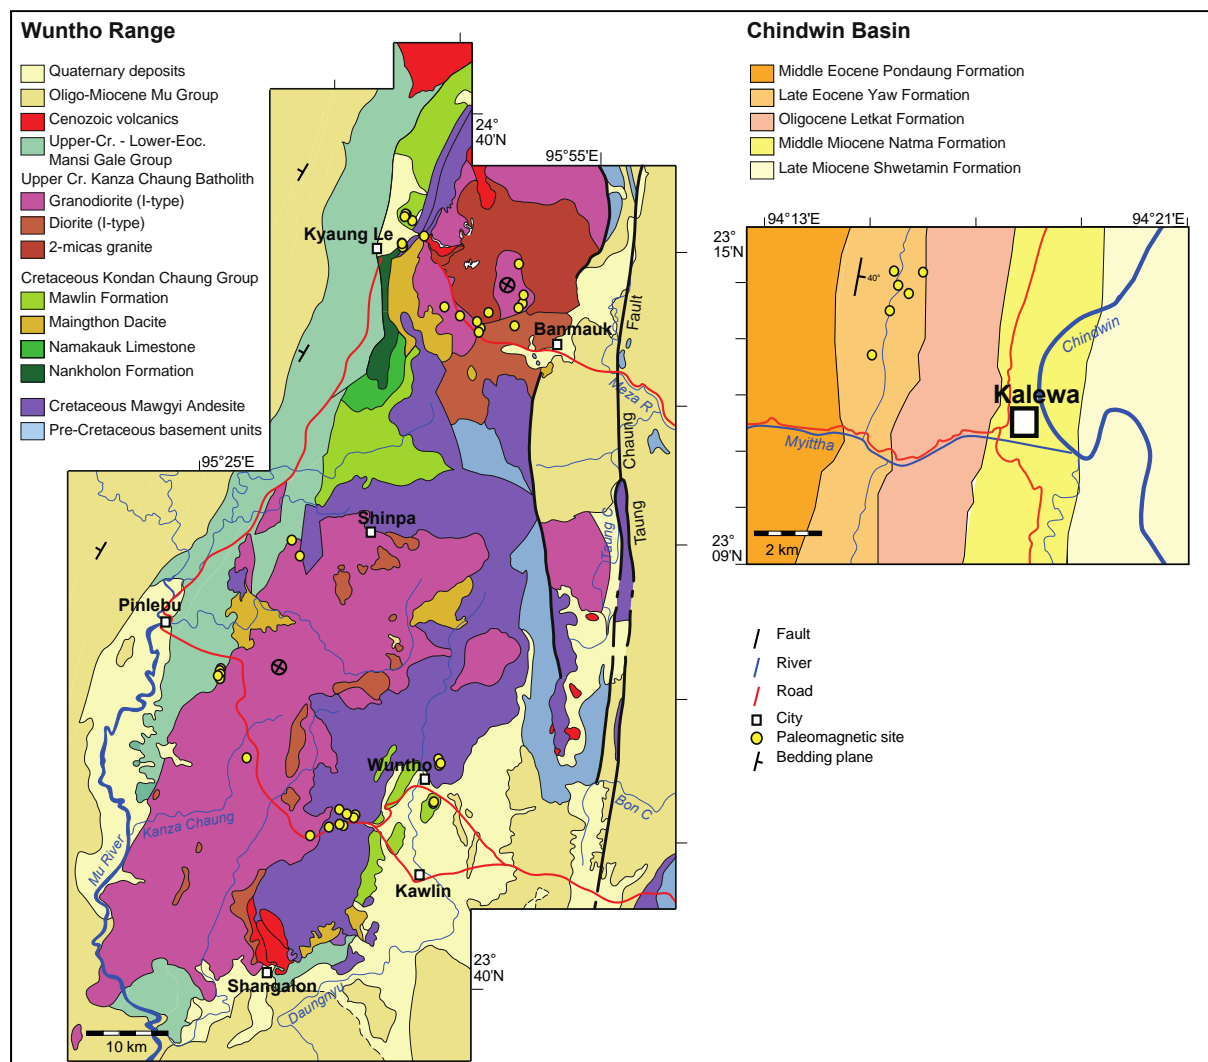 Wuntho Range
Quaternary deposits
Oligo-Miocene Mu Group
Cenozoic volcanics
Upper-Cr. - Lower-Eoc.
Mansi Gale Group
Upper Cr. Kanza Chaung Batholith
Granodiorite (I-type)
Diorite (I-type)
2-micas granite
Cretaceous Kondan Chaung Group
Mawlin Formation
Maingthon Dacite
Namakauk Limestone
Nankholon Formation
Cretaceous Mawgyi Andesite
Pre-Cretaceous basement units
24°
40'N
95°55'E
Kyaung Le
Banmauk
Fault
Meza R
Chaung
95°25'E
Shinpa
Taung
Taung C
Pinlebu
Wuntho
Bon C
Kanza Chaung
Mu River
Kawlin
23°
40'N
Shangalon
Daungnyu
10 km
Chindwin Basin
Middle Eocene Pondaung Formation
Late Eocene Yaw Formation
Oligocene Letkat Formation
Middle Miocene Natma Formation
Late Miocene Shwetamin Formation
94°13'E
94°21'E
23°
15'N
40°
Chindwin
Kalewa
Myittha
23°
09'N
2 km
Fault
River
Road
City
Paleomagnetic site
Bedding plane